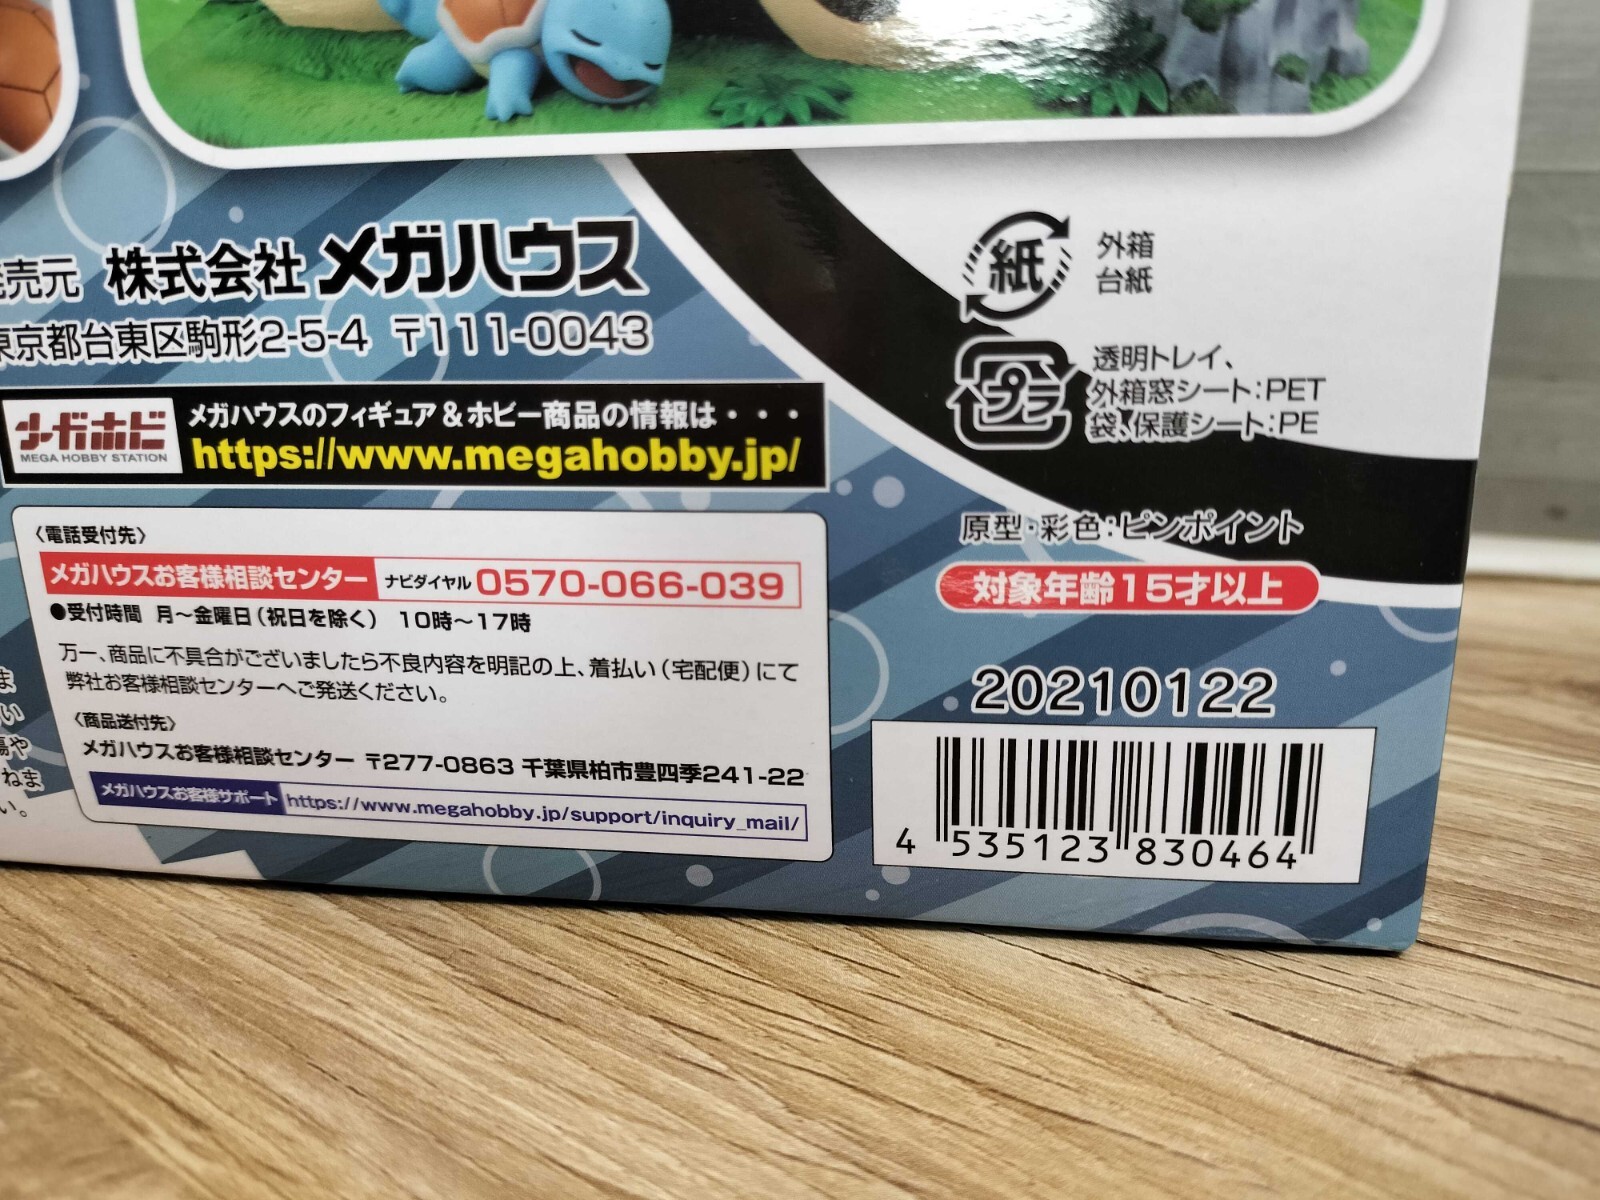 売元 株式会社 メガハウス
東京都台東区駒形2-5-4 〒111-0043
メガホビ
MEGA HOBBY STATION
メガハウスのフィギュア&ホビー商品の情報は・・・
https://www.megahobby.jp/
〈電話受付先〉
メガハウスお客様相談センター ナビダイヤル 0570-066-039
●受付時間 月~金曜日(祝日を除く) 10時~17時
万一、商品に不具合がございましたら不良内容を明記の上、着払い(宅配便)にて
弊社お客様相談センターへご発送ください。
〈商品送付先〉
メガハウスお客様相談センター 〒277-0863 千葉県柏市豊四季241-22
メガハウスお客様サポート https://www.megahobby.jp/support/inquiry_mail/
ま
い
傷や
ねま
い。
紙
外箱
台紙
プラ
透明トレイ、
外箱窓シート:PET
袋、保護シート:PE
原型・彩色:ピンポイント
対象年齢15才以上
20210122
4 535123 830464